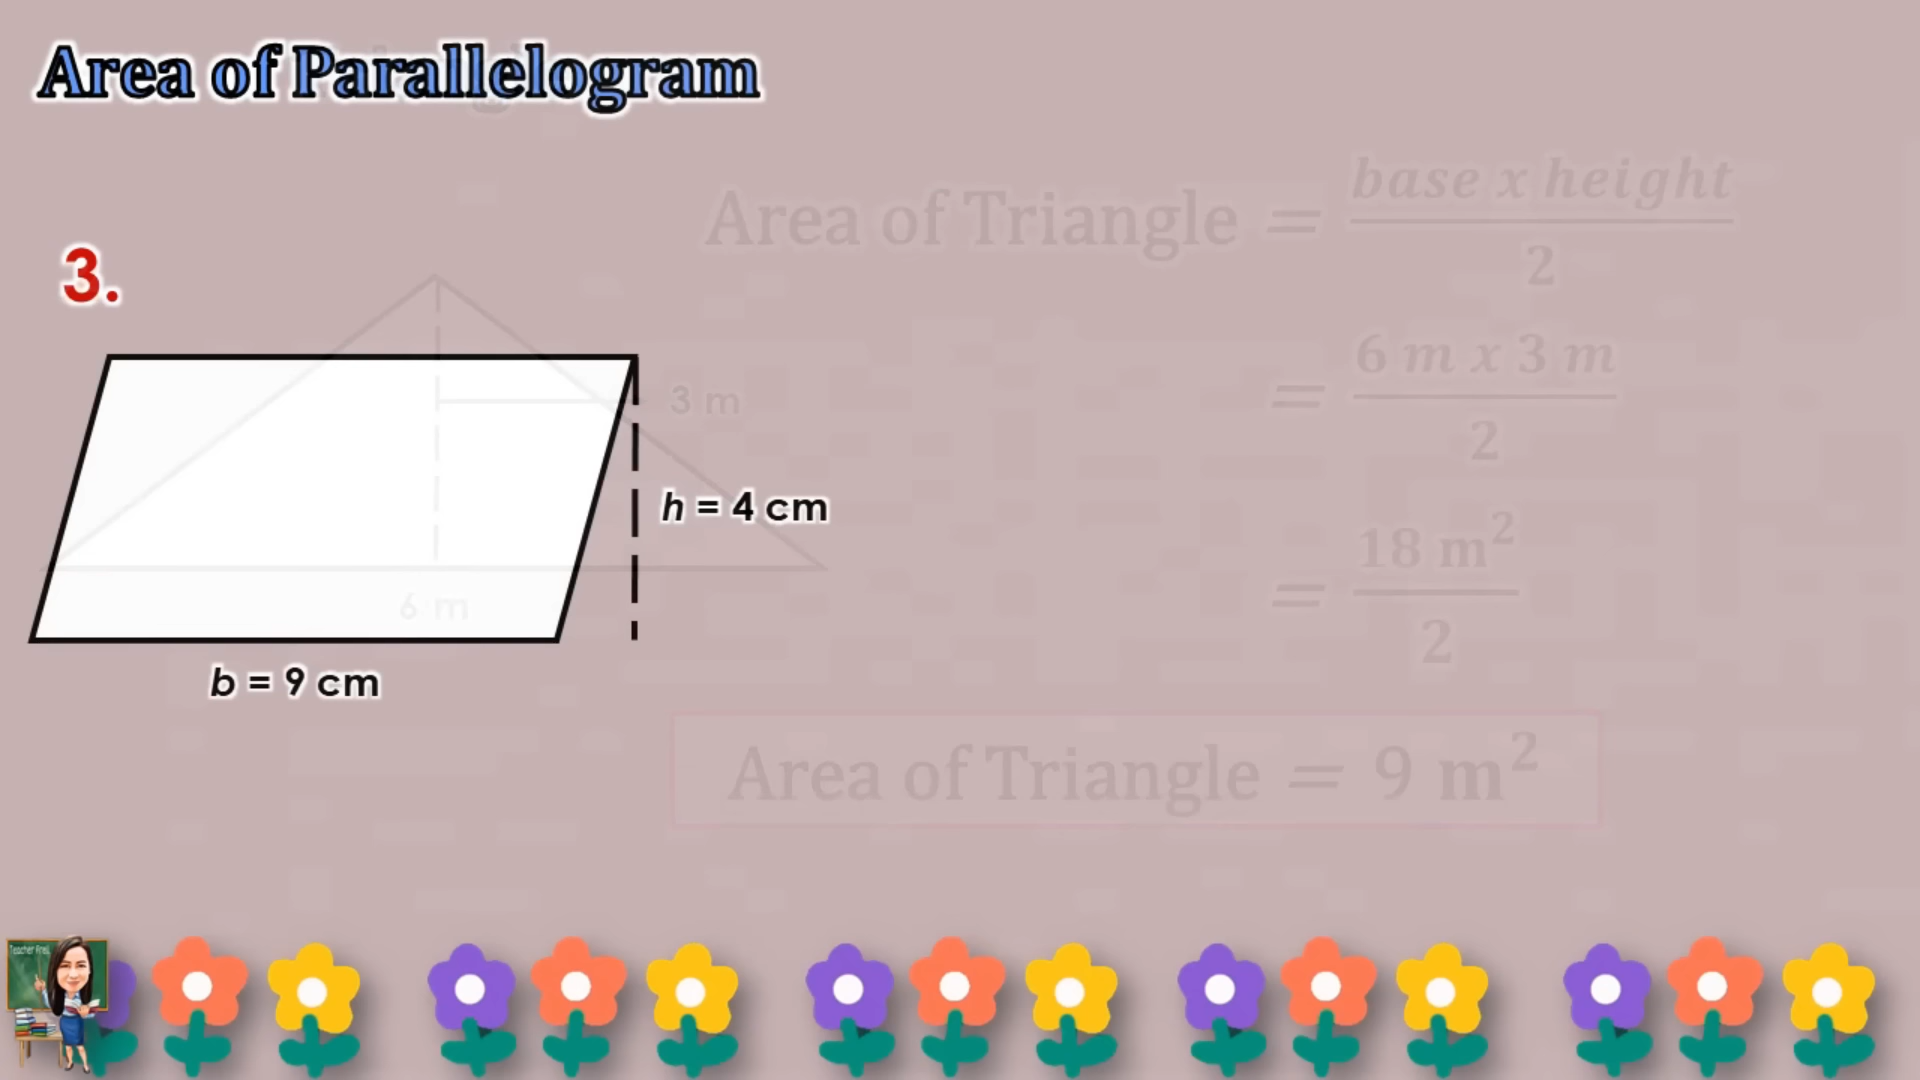 Area of Parallelogram
Area of Triangle = base x height / 2
3.
= 6 m x 3 m / 2
3 m
h = 4 cm
= 18 m² / 2
6 m
b = 9 cm
Area of Triangle = 9 m²